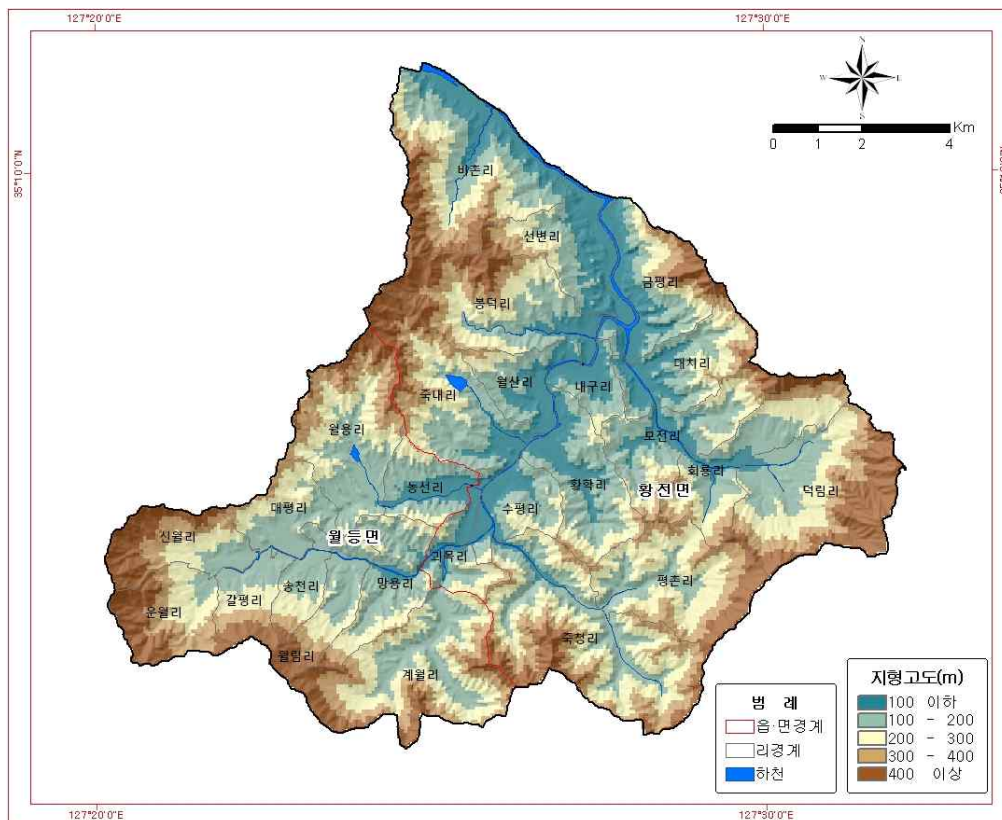 127°20'0"E
127°30'0"E
N
W
E
S
Km
0 1 2 4
35°10'0"N
비촌리
선변리
금평리
봉덕리
대치리
월산리
내구리
죽내리
월용리
모전리
회용리
황학리
황전면
동선리
덕림리
수평리
대평리
월등면
신월리
괴목리
평촌리
망용리
송천리
갈평리
운월리
죽청리
월림리
계월리
범 례
읍·면경계
리경계
하천
지형고도(m)
100 이하
100 - 200
200 - 300
300 - 400
400 이상
127°20'0"E
127°30'0"E